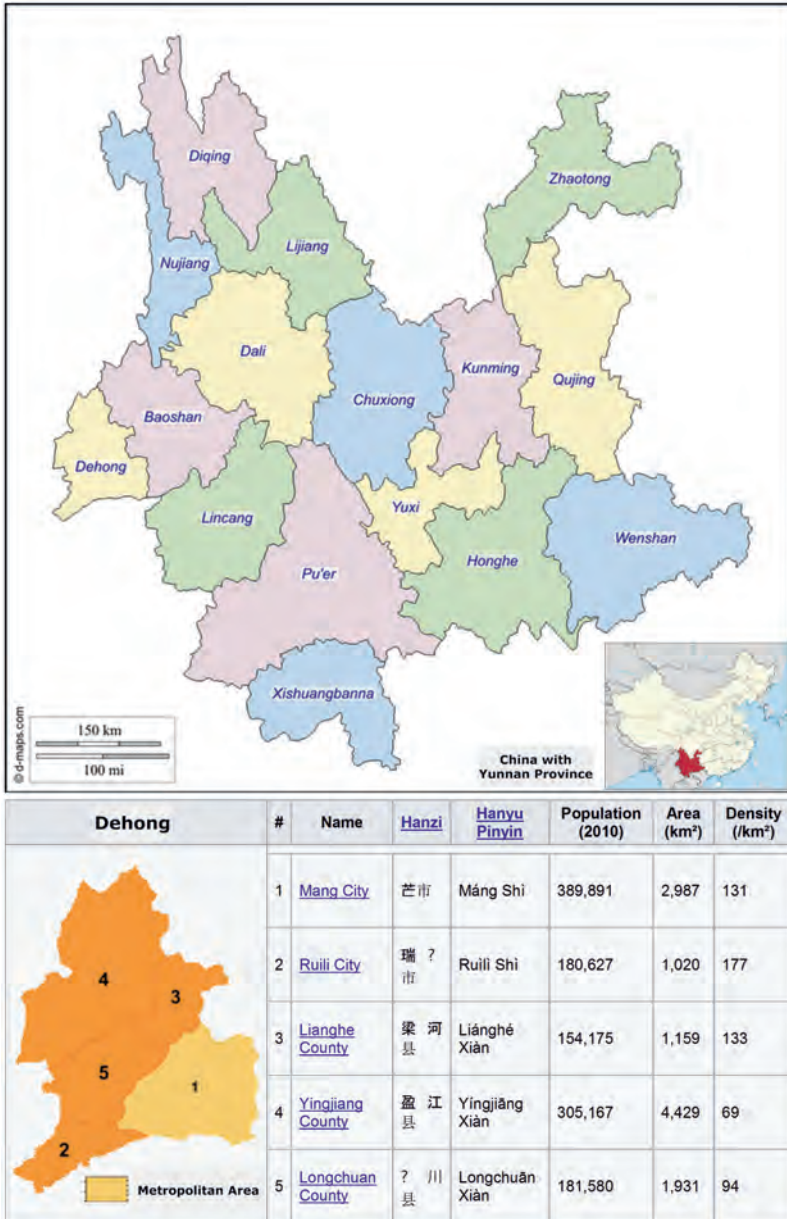 Diqing
Zhaotong
Lijiang
Nujiang
Dali
Kunming
Chuxiong
Qujing
Baoshan
Dehong
Lincang
Yuxi
Wenshan
Honghe
Pu'er
Xishuangbanna
150 km
100 mi
© d-maps.com
China with
Yunnan Province
Dehong # Name Hanzi Hanyu Pinyin Population (2010) Area (km²) Density (/km²)
1 Mang City 芒市 Máng Shì 389,891 2,987 131
2 Ruili City 瑞 ? 市 Ruìlì Shì 180,627 1,020 177
3 Lianghe County 梁 河 县 Liánghé Xiàn 154,175 1,159 133
4 Yingjiang County 盈 江 县 Yíngjiāng Xiàn 305,167 4,429 69
5 Longchuan County ? 川 县 Longchuān Xiàn 181,580 1,931 94
4
3
5
1
2
Metropolitan Area